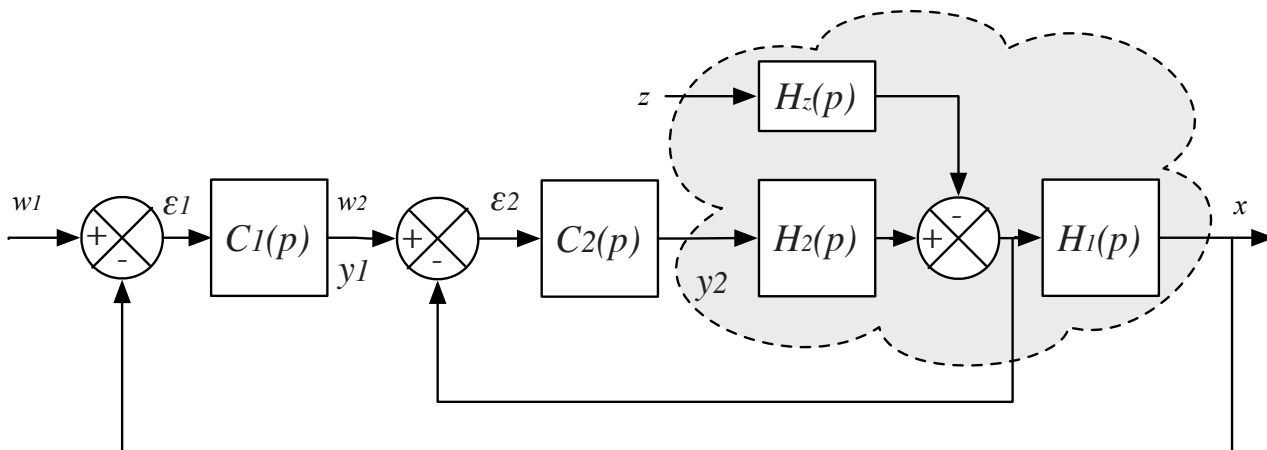 z
Hz(p)
w1
+
-
ε1
C1(p)
w2
y1
+
-
ε2
C2(p)
y2
H2(p)
+
-
H1(p)
x